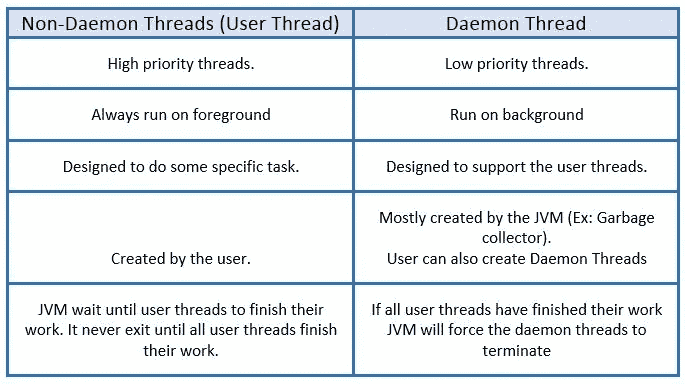 Non-Daemon Threads (User Thread)
Daemon Thread
High priority threads.
Low priority threads.
Always run on foreground
Run on background
Designed to do some specific task.
Designed to support the user threads.
Created by the user.
Mostly created by the JVM (Ex: Garbage
collector).
User can also create Daemon Threads
JVM wait until user threads to finish their
work. It never exit until all user threads finish
their work.
If all user threads have finished their work
JVM will force the daemon threads to
terminate